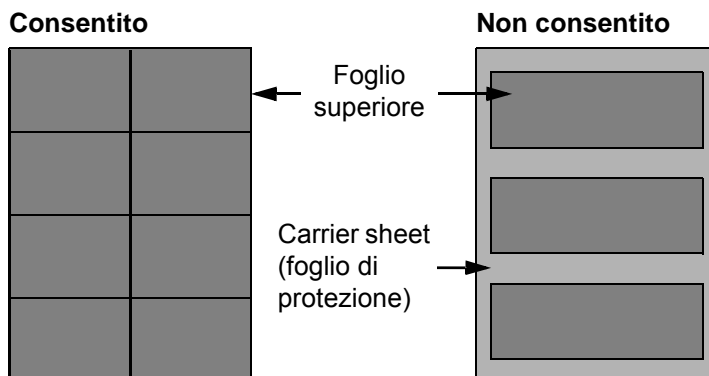 Consentito
Non consentito
Foglio
superiore
Carrier sheet
(foglio di
protezione)